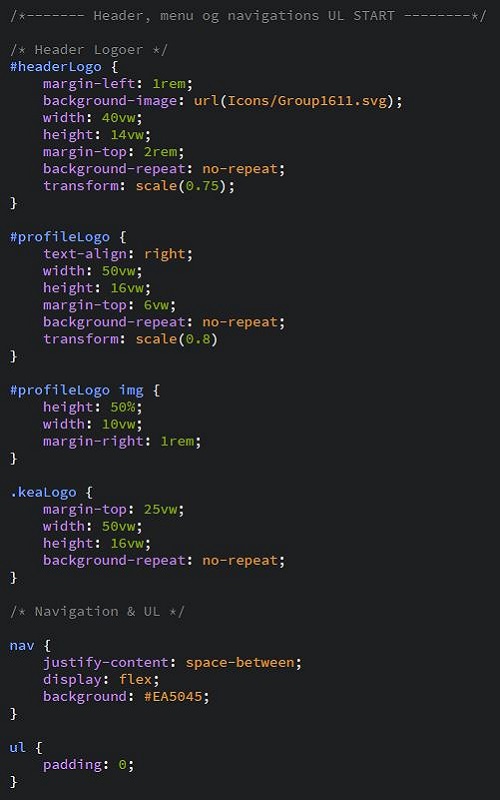 /*------- Header, menu og navigations UL START --------*/
/* Header Logoer */
#headerLogo {
    margin-left: 1rem;
    background-image: url(Icons/Group1611.svg);
    width: 40vw;
    height: 14vw;
    margin-top: 2rem;
    background-repeat: no-repeat;
    transform: scale(0.75);
}
#profileLogo {
    text-align: right;
    width: 50vw;
    height: 16vw;
    margin-top: 6vw;
    background-repeat: no-repeat;
    transform: scale(0.8)
}
#profileLogo img {
    height: 50%;
    width: 10vw;
    margin-right: 1rem;
}
.keaLogo {
    margin-top: 25vw;
    width: 50vw;
    height: 16vw;
    background-repeat: no-repeat;
}
/* Navigation & UL */
nav {
    justify-content: space-between;
    display: flex;
    background: #EA5045;
}
ul {
    padding: 0;
}